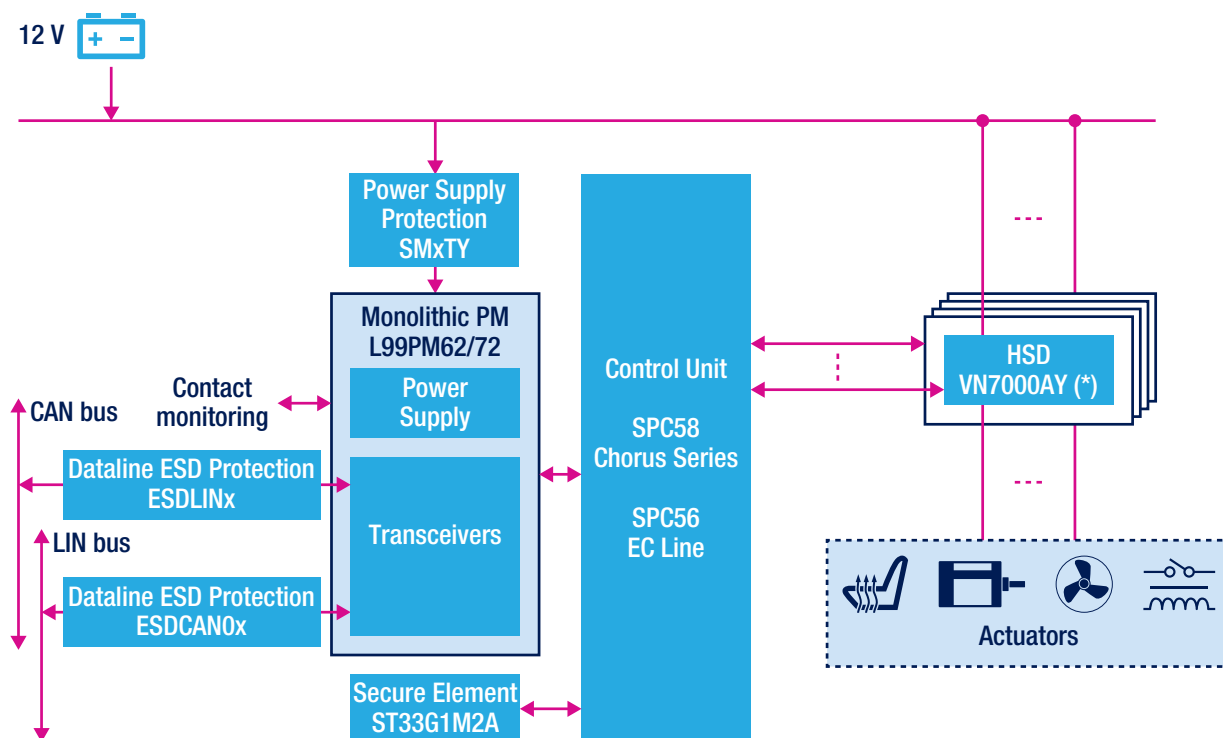 12 V
Power Supply
Protection
SMxTY
Monolithic PM
L99PM62/72
Power
Supply
Transceivers
Contact
monitoring
CAN bus
Dataline ESD Protection
ESDLINx
LIN bus
Dataline ESD Protection
ESDCAN0x
Secure Element
ST33G1M2A
Control Unit
SPC58
Chorus Series
SPC56
EC Line
HSD
VN7000AY (*)
Actuators